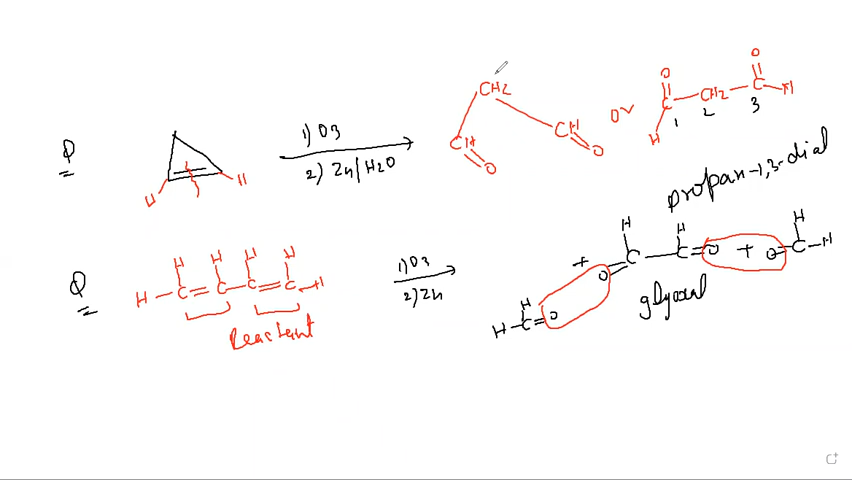 Q
1) O3
2) Zn/H2O
H
H
CH2
CH
O
CH
O
or
O
C
H
1
CH2
2
O
C
3
H
propan-1,3-dial
Q
H H H H
H-C=C-C=C-H
Reactant
1) O3
2) Zn
H
H-C=O
+
H H
O=C-C=O
+
H
O=C-H
glyoxal